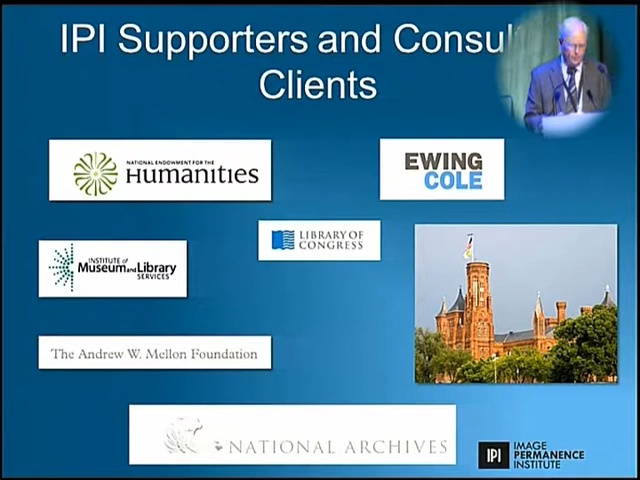 IPI Supporters and Consul
Clients
NATIONAL ENDOWMENT FOR THE
Humanities
EWING
COLE
LIBRARY OF
CONGRESS
INSTITUTE of
Museum and Library
SERVICES
The Andrew W. Mellon Foundation
NATIONAL ARCHIVES
IPI
IMAGE
PERMANENCE
INSTITUTE